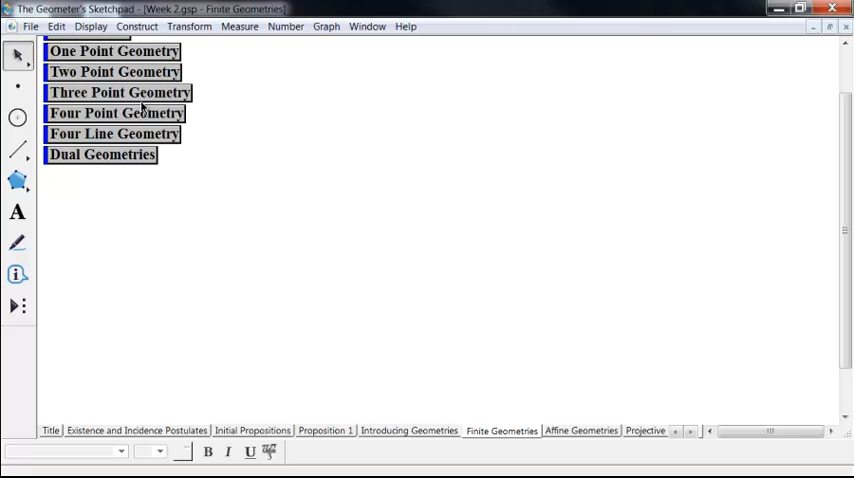 The Geometer's Sketchpad - [Week 2.gsp - Finite Geometries]
File Edit Display Construct Transform Measure Number Graph Window Help
One Point Geometry
Two Point Geometry
Three Point Geometry
Four Point Geometry
Four Line Geometry
Dual Geometries
A
Title Existence and Incidence Postulates Initial Propositions Proposition 1 Introducing Geometries Finite Geometries Affine Geometries Projective
B I U